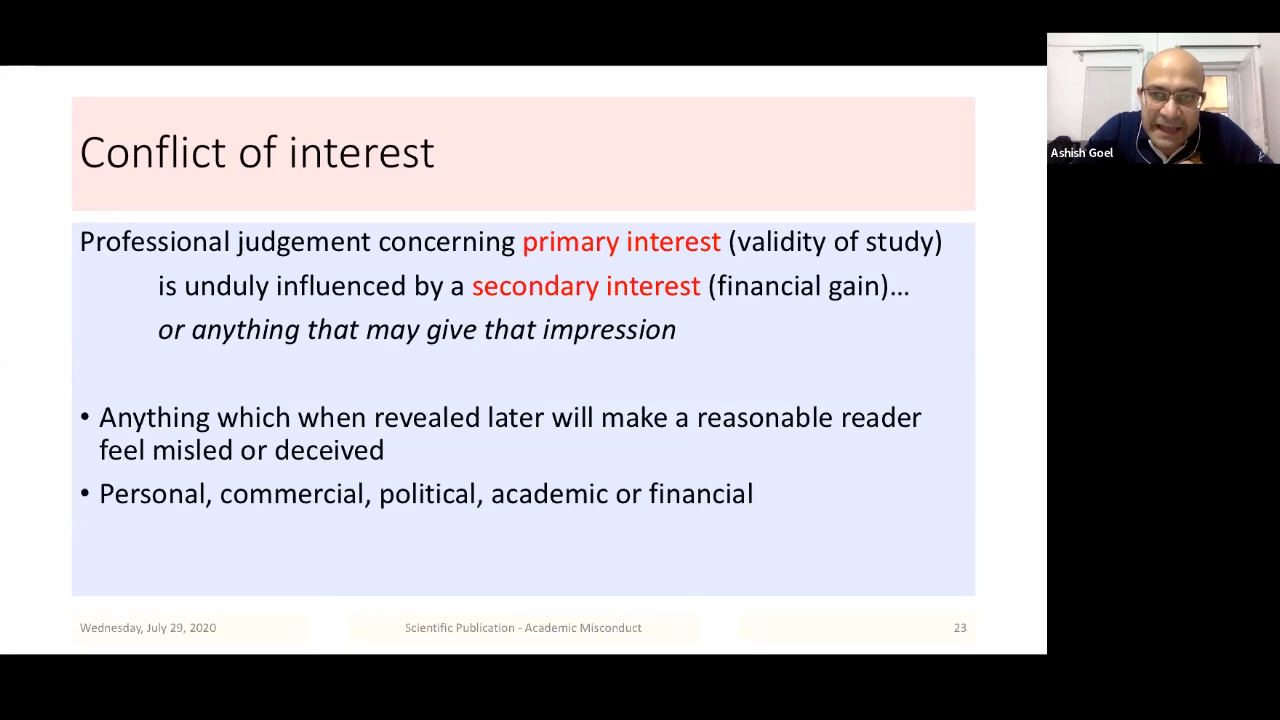 Conflict of interest
Professional judgement concerning primary interest (validity of study)
is unduly influenced by a secondary interest (financial gain)…
or anything that may give that impression
• Anything which when revealed later will make a reasonable reader
feel misled or deceived
• Personal, commercial, political, academic or financial
Wednesday, July 29, 2020
Scientific Publication - Academic Misconduct
23
Ashish Goel